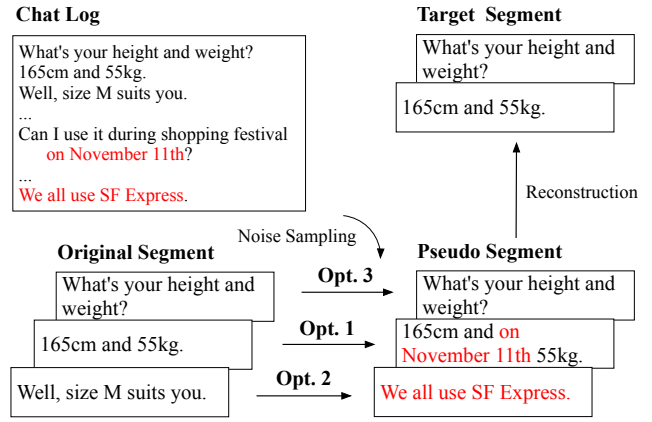 Chat Log
What's your height and weight?
165cm and 55kg.
Well, size M suits you.
...
Can I use it during shopping festival
on November 11th?
...
We all use SF Express.
Target Segment
What's your height and
weight?
165cm and 55kg.
Reconstruction
Noise Sampling
Original Segment
What's your height and
weight?
165cm and 55kg.
Well, size M suits you.
Opt. 3
Opt. 1
Opt. 2
Pseudo Segment
What's your height and
weight?
165cm and on
November 11th 55kg.
We all use SF Express.